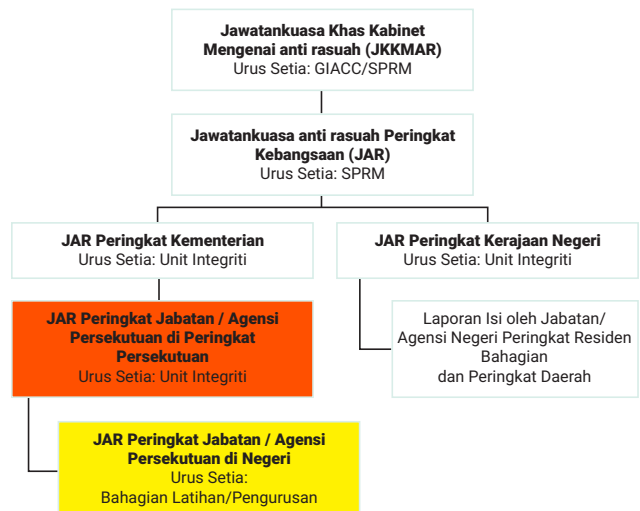 Jawatankuasa Khas Kabinet
Mengenai anti rasuah (JKKMAR)
Urus Setia: GIACC/SPRM
Jawatankuasa anti rasuah Peringkat
Kebangsaan (JAR)
Urus Setia: SPRM
JAR Peringkat Kementerian
Urus Setia: Unit Integriti
JAR Peringkat Kerajaan Negeri
Urus Setia: Unit Integriti
JAR Peringkat Jabatan / Agensi
Persekutuan di Peringkat
Persekutuan
Urus Setia: Unit Integriti
Laporan Isi oleh Jabatan/
Agensi Negeri Peringkat Residen
Bahagian
dan Peringkat Daerah
JAR Peringkat Jabatan / Agensi
Persekutuan di Negeri
Urus Setia:
Bahagian Latihan/Pengurusan